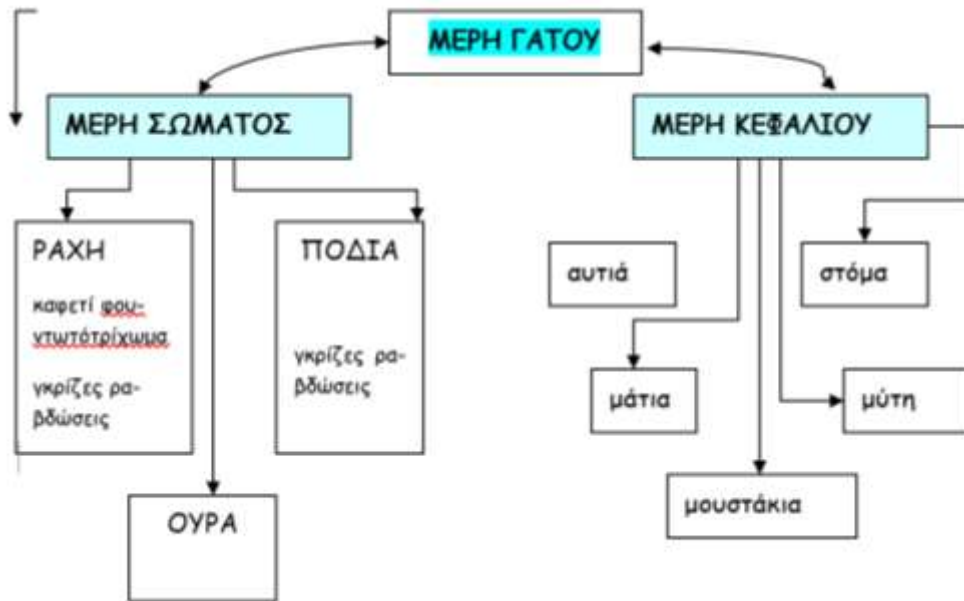 ΜΕΡΗ ΓΑΤΟΥ
ΜΕΡΗ ΣΩΜΑΤΟΣ
ΜΕΡΗ ΚΕΦΑΛΙΟΥ
ΡΑΧΗ
καφετί φου-
ντωτότρίχωμα
γκρίζες ρα-
βδώσεις
ΠΟΔΙΑ
γκρίζες ρα-
βδώσεις
ΟΥΡΑ
αυτιά
στόμα
μάτια
μύτη
μουστάκια